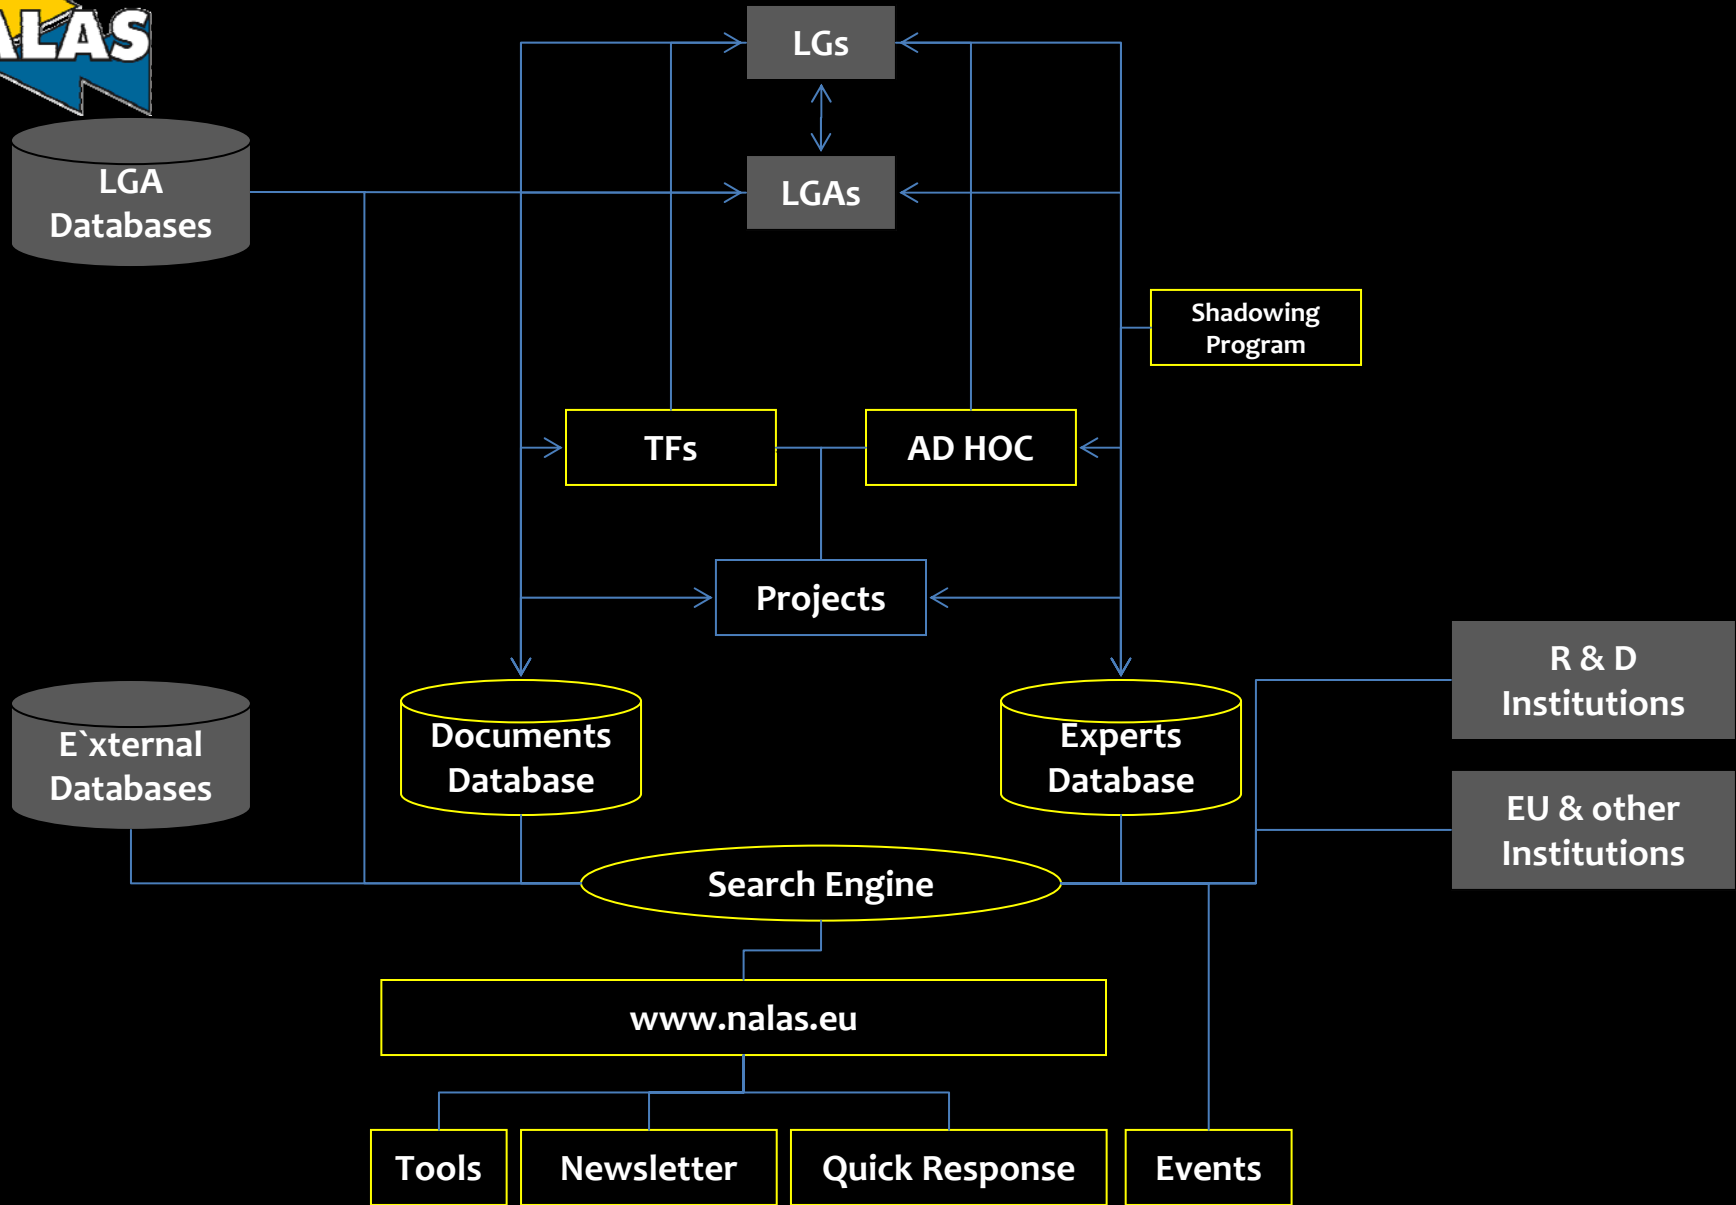 ALAS
LGs
LGA
Databases
LGAs
Shadowing
Program
TFs
AD HOC
Projects
R & D
Institutions
E`xternal
Databases
Documents
Database
Experts
Database
EU & other
Institutions
Search Engine
www.nalas.eu
Tools
Newsletter
Quick Response
Events